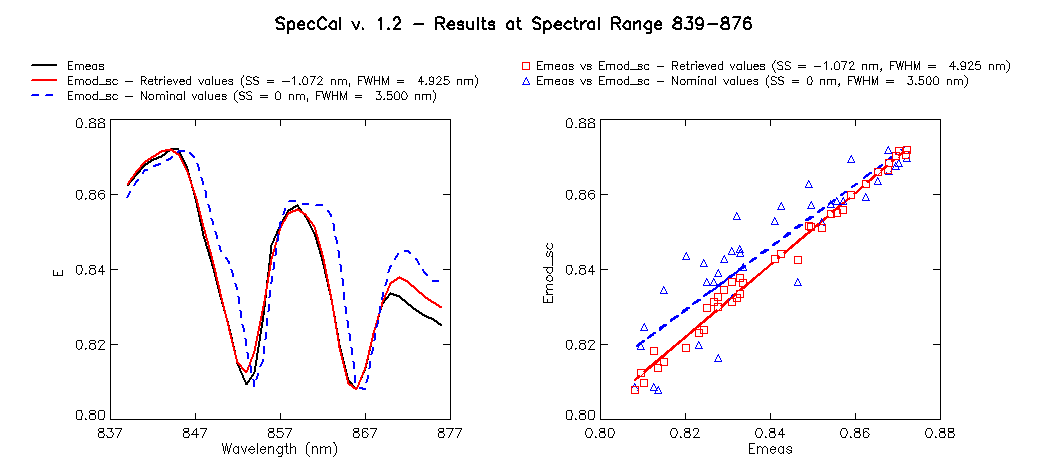 SpecCal v. 1.2 – Results at Spectral Range 839–876
Emeas
Emod_sc – Retrieved values (SS = –1.072 nm, FWHM = 4.925 nm)
Emod_sc – Nominal values (SS = 0 nm, FWHM = 3.500 nm)
Emeas vs Emod_sc – Retrieved values (SS = –1.072 nm, FWHM = 4.925 nm)
Emeas vs Emod_sc – Nominal values (SS = 0 nm, FWHM = 3.500 nm)
0.88
0.86
0.84
0.82
0.80
E
837 847 857 867 877
Wavelength (nm)
0.88
0.86
0.84
0.82
0.80
Emod_sc
0.80 0.82 0.84 0.86 0.88
Emeas